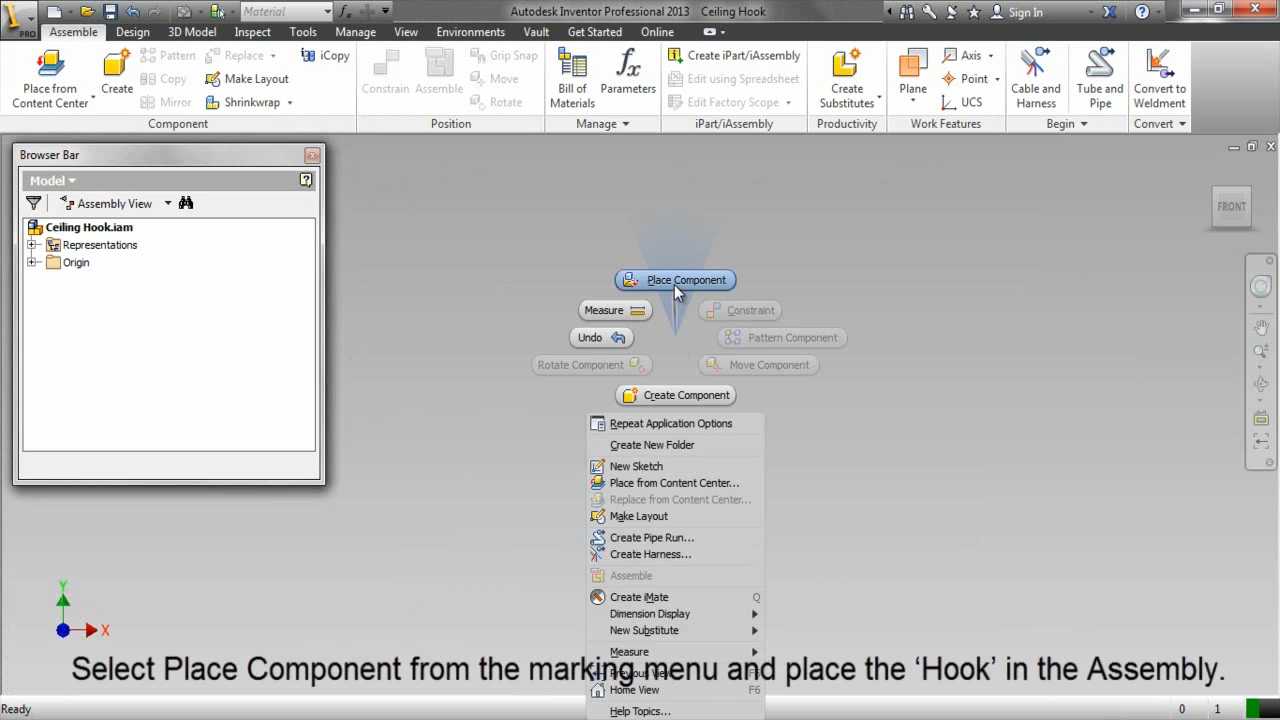 Material
Autodesk Inventor Professional 2013 Ceiling Hook
Sign In
PRO
Assemble Design 3D Model Inspect Tools Manage View Environments Vault Get Started Online
Place from Content Center
Create
Pattern
Copy
Mirror
Replace
Make Layout
Shrinkwrap
iCopy
Constrain
Assemble
Grip Snap
Move
Rotate
Bill of Materials
Parameters
Create iPart/iAssembly
Edit using Spreadsheet
Edit Factory Scope
Create Substitutes
Plane
Axis
Point
UCS
Cable and Harness
Tube and Pipe
Convert to Weldment
Component Position Manage iPart/iAssembly Productivity Work Features Begin Convert
Browser Bar
Model
Assembly View
Ceiling Hook.iam
Representations
Origin
FRONT
Place Component
Measure
Constraint
Undo
Pattern Component
Rotate Component
Move Component
Create Component
Repeat Application Options
Create New Folder
New Sketch
Place from Content Center...
Replace from Content Center...
Make Layout
Create Pipe Run...
Create Harness...
Assemble
Create iMate Q
Dimension Display
New Substitute
Measure
Previous View
Home View F6
Help Topics...
Y
X
Select Place Component from the marking menu and place the ‘Hook’ in the Assembly.
Ready
0 1